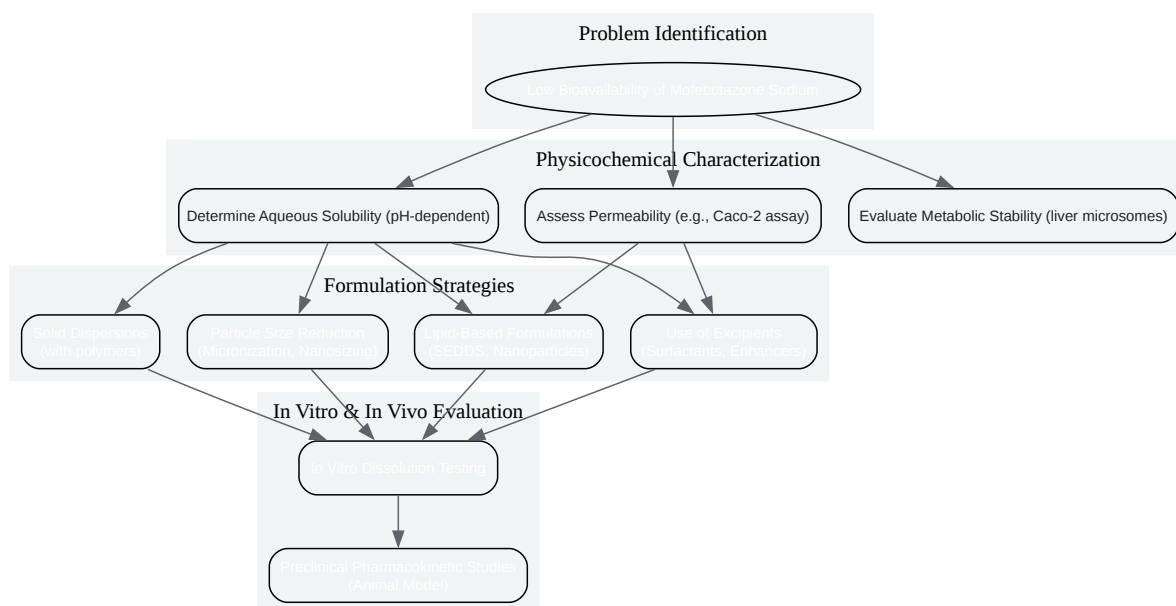 Problem Identification
Low Bioavailability of Mofebutazone Sodium
Physicochemical Characterization
Determine Aqueous Solubility (pH-dependent)
Assess Permeability (e.g., Caco-2 assay)
Evaluate Metabolic Stability (liver microsomes)
Formulation Strategies
Solid Dispersions
(with polymers)
Particle Size Reduction
(Micronization, Nanosizing)
Lipid-Based Formulations
(SEDDS, Nanoparticles)
Use of Excipients
(Surfactants, Enhancers)
In Vitro & In Vivo Evaluation
In Vitro Dissolution Testing
Preclinical Pharmacokinetic Studies
(Animal Model)